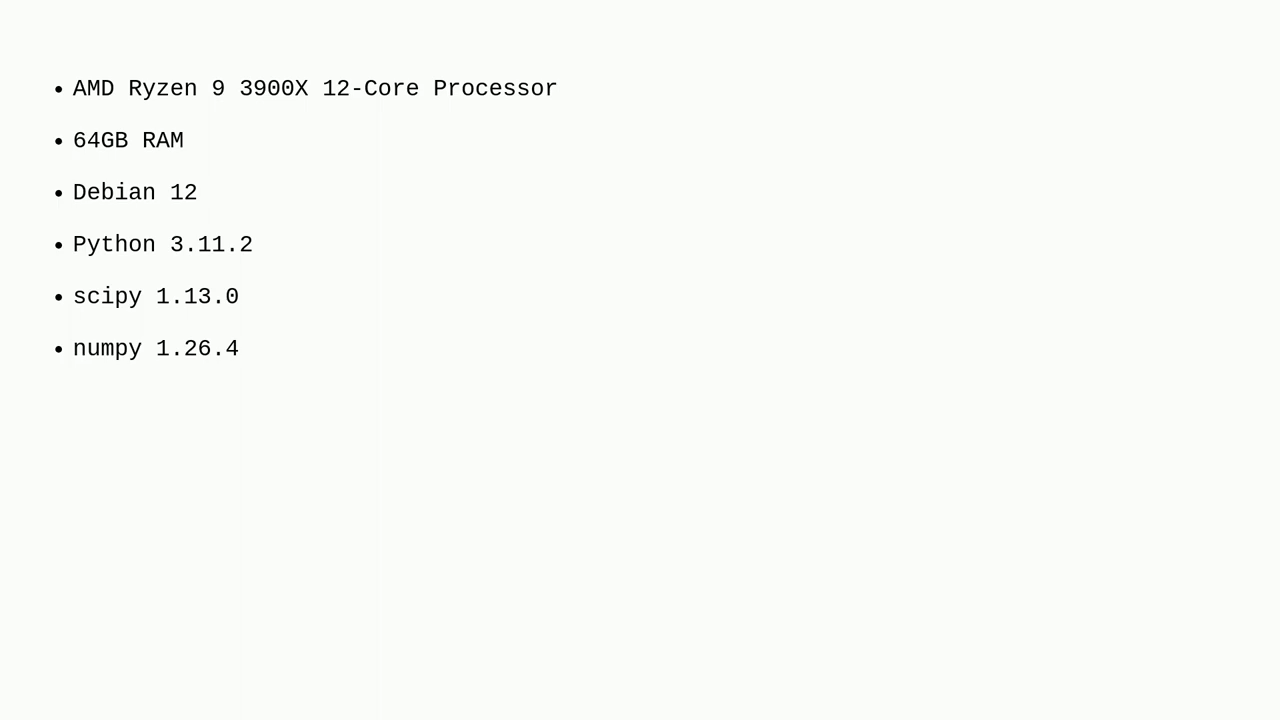 • AMD Ryzen 9 3900X 12-Core Processor
• 64GB RAM
• Debian 12
• Python 3.11.2
• scipy 1.13.0
• numpy 1.26.4